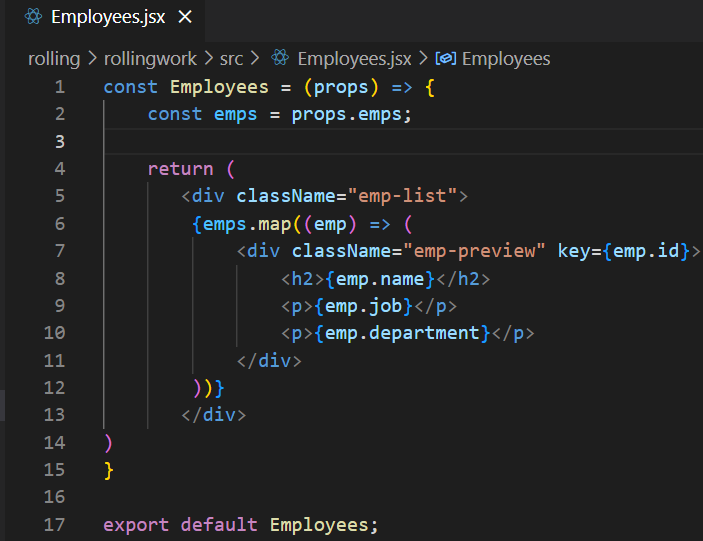 Employees.jsx ×
rolling > rollingwork > src > Employees.jsx > Employees
1 const Employees = (props) => {
2     const emps = props.emps;
3
4     return (
5        <div className="emp-list">
6         {emps.map((emp) => (
7             <div className="emp-preview" key={emp.id}>
8                 <h2>{emp.name}</h2>
9                 <p>{emp.job}</p>
10                 <p>{emp.department}</p>
11             </div>
12         ))}
13        </div>
14 )
15 }
16
17 export default Employees;